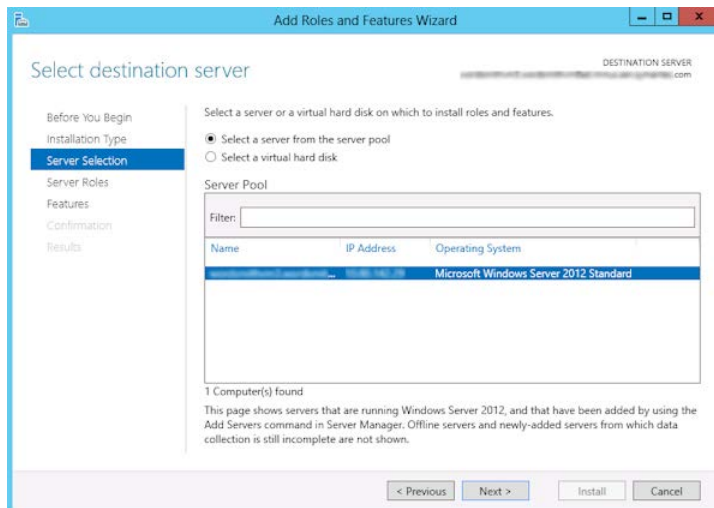 Add Roles and Features Wizard
Select destination server
DESTINATION SERVER
.com
Before You Begin
Installation Type
Server Selection
Server Roles
Features
Confirmation
Results
Select a server or a virtual hard disk on which to install roles and features.
Select a server from the server pool
Select a virtual hard disk
Server Pool
Filter:
Name IP Address Operating System
... Microsoft Windows Server 2012 Standard
1 Computer(s) found
This page shows servers that are running Windows Server 2012, and that have been added by using the
Add Servers command in Server Manager. Offline servers and newly-added servers from which data
collection is still incomplete are not shown.
< Previous Next > Install Cancel